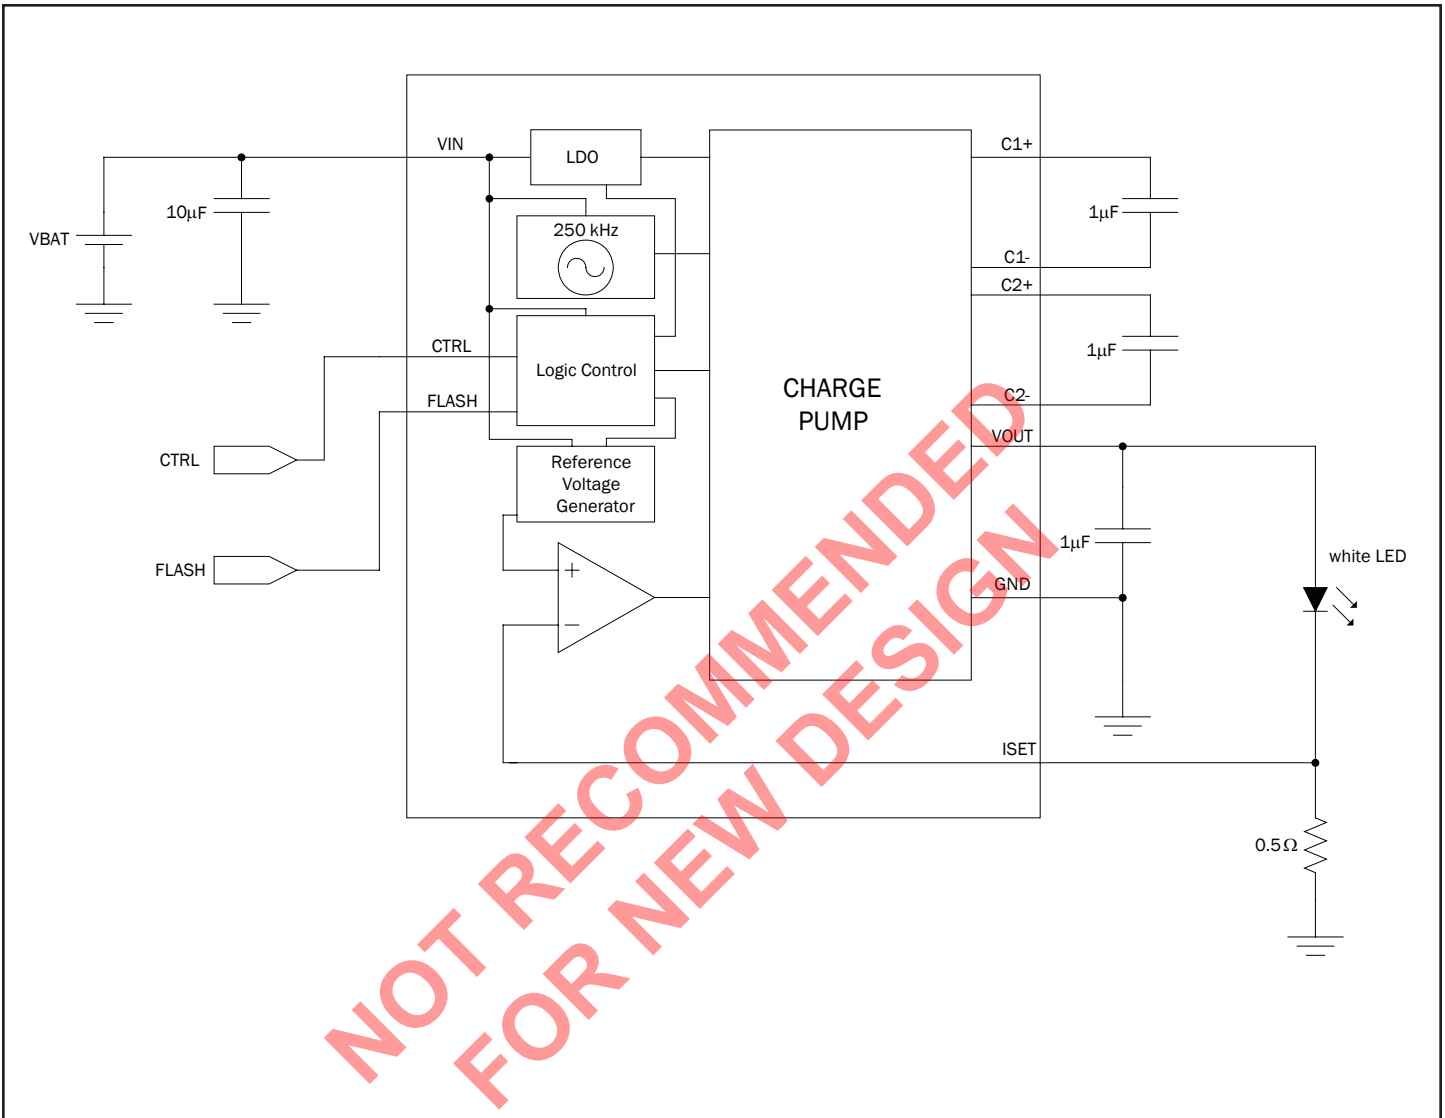 VIN
LDO
C1+
10μF
1μF
VBAT
250 kHz
C1-
C2+
CTRL
Logic Control
1μF
CHARGE
PUMP
FLASH
C2-
VOUT
CTRL
Reference
Voltage
Generator
1μF
white LED
FLASH
+
GND
−
ISET
0.5Ω
NOT RECOMMENDED
FOR NEW DESIGN